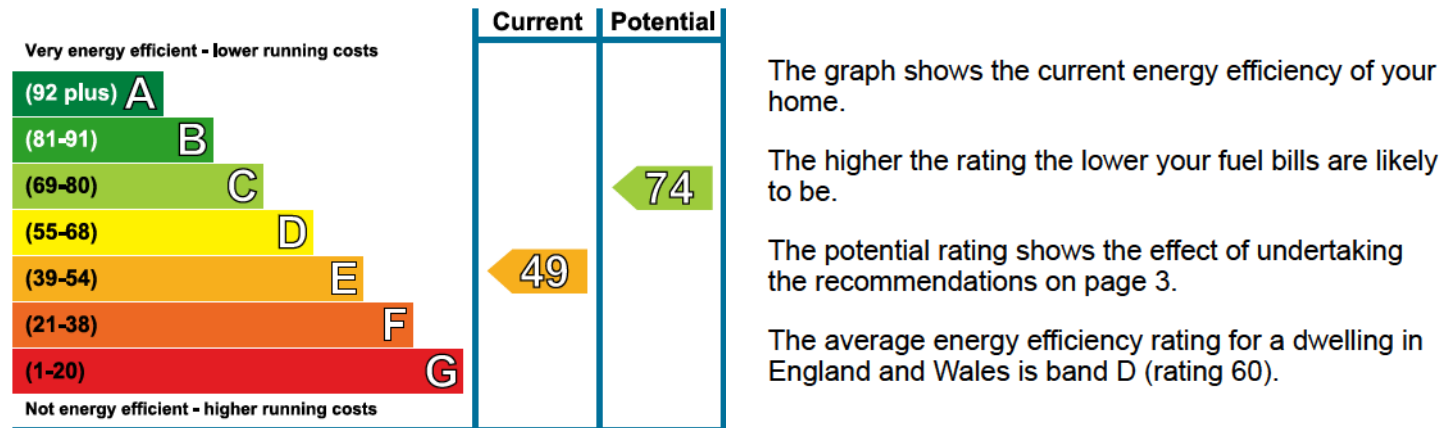 Current Potential
Very energy efficient - lower running costs
(92 plus) A
(81-91) B
(69-80) C
74
(55-68) D
(39-54) E
49
(21-38) F
(1-20) G
Not energy efficient - higher running costs
The graph shows the current energy efficiency of your
home.
The higher the rating the lower your fuel bills are likely
to be.
The potential rating shows the effect of undertaking
the recommendations on page 3.
The average energy efficiency rating for a dwelling in
England and Wales is band D (rating 60).